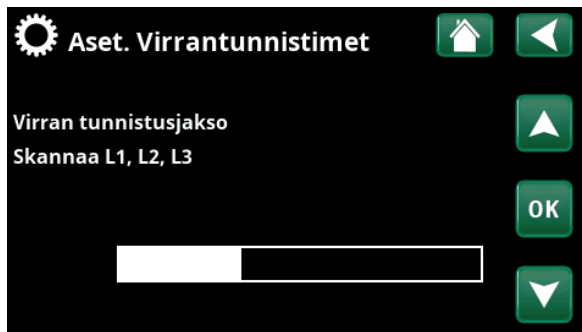 Aset. Virrantunnistimet
Virran tunnistusjakso
Skannaa L1, L2, L3
OK